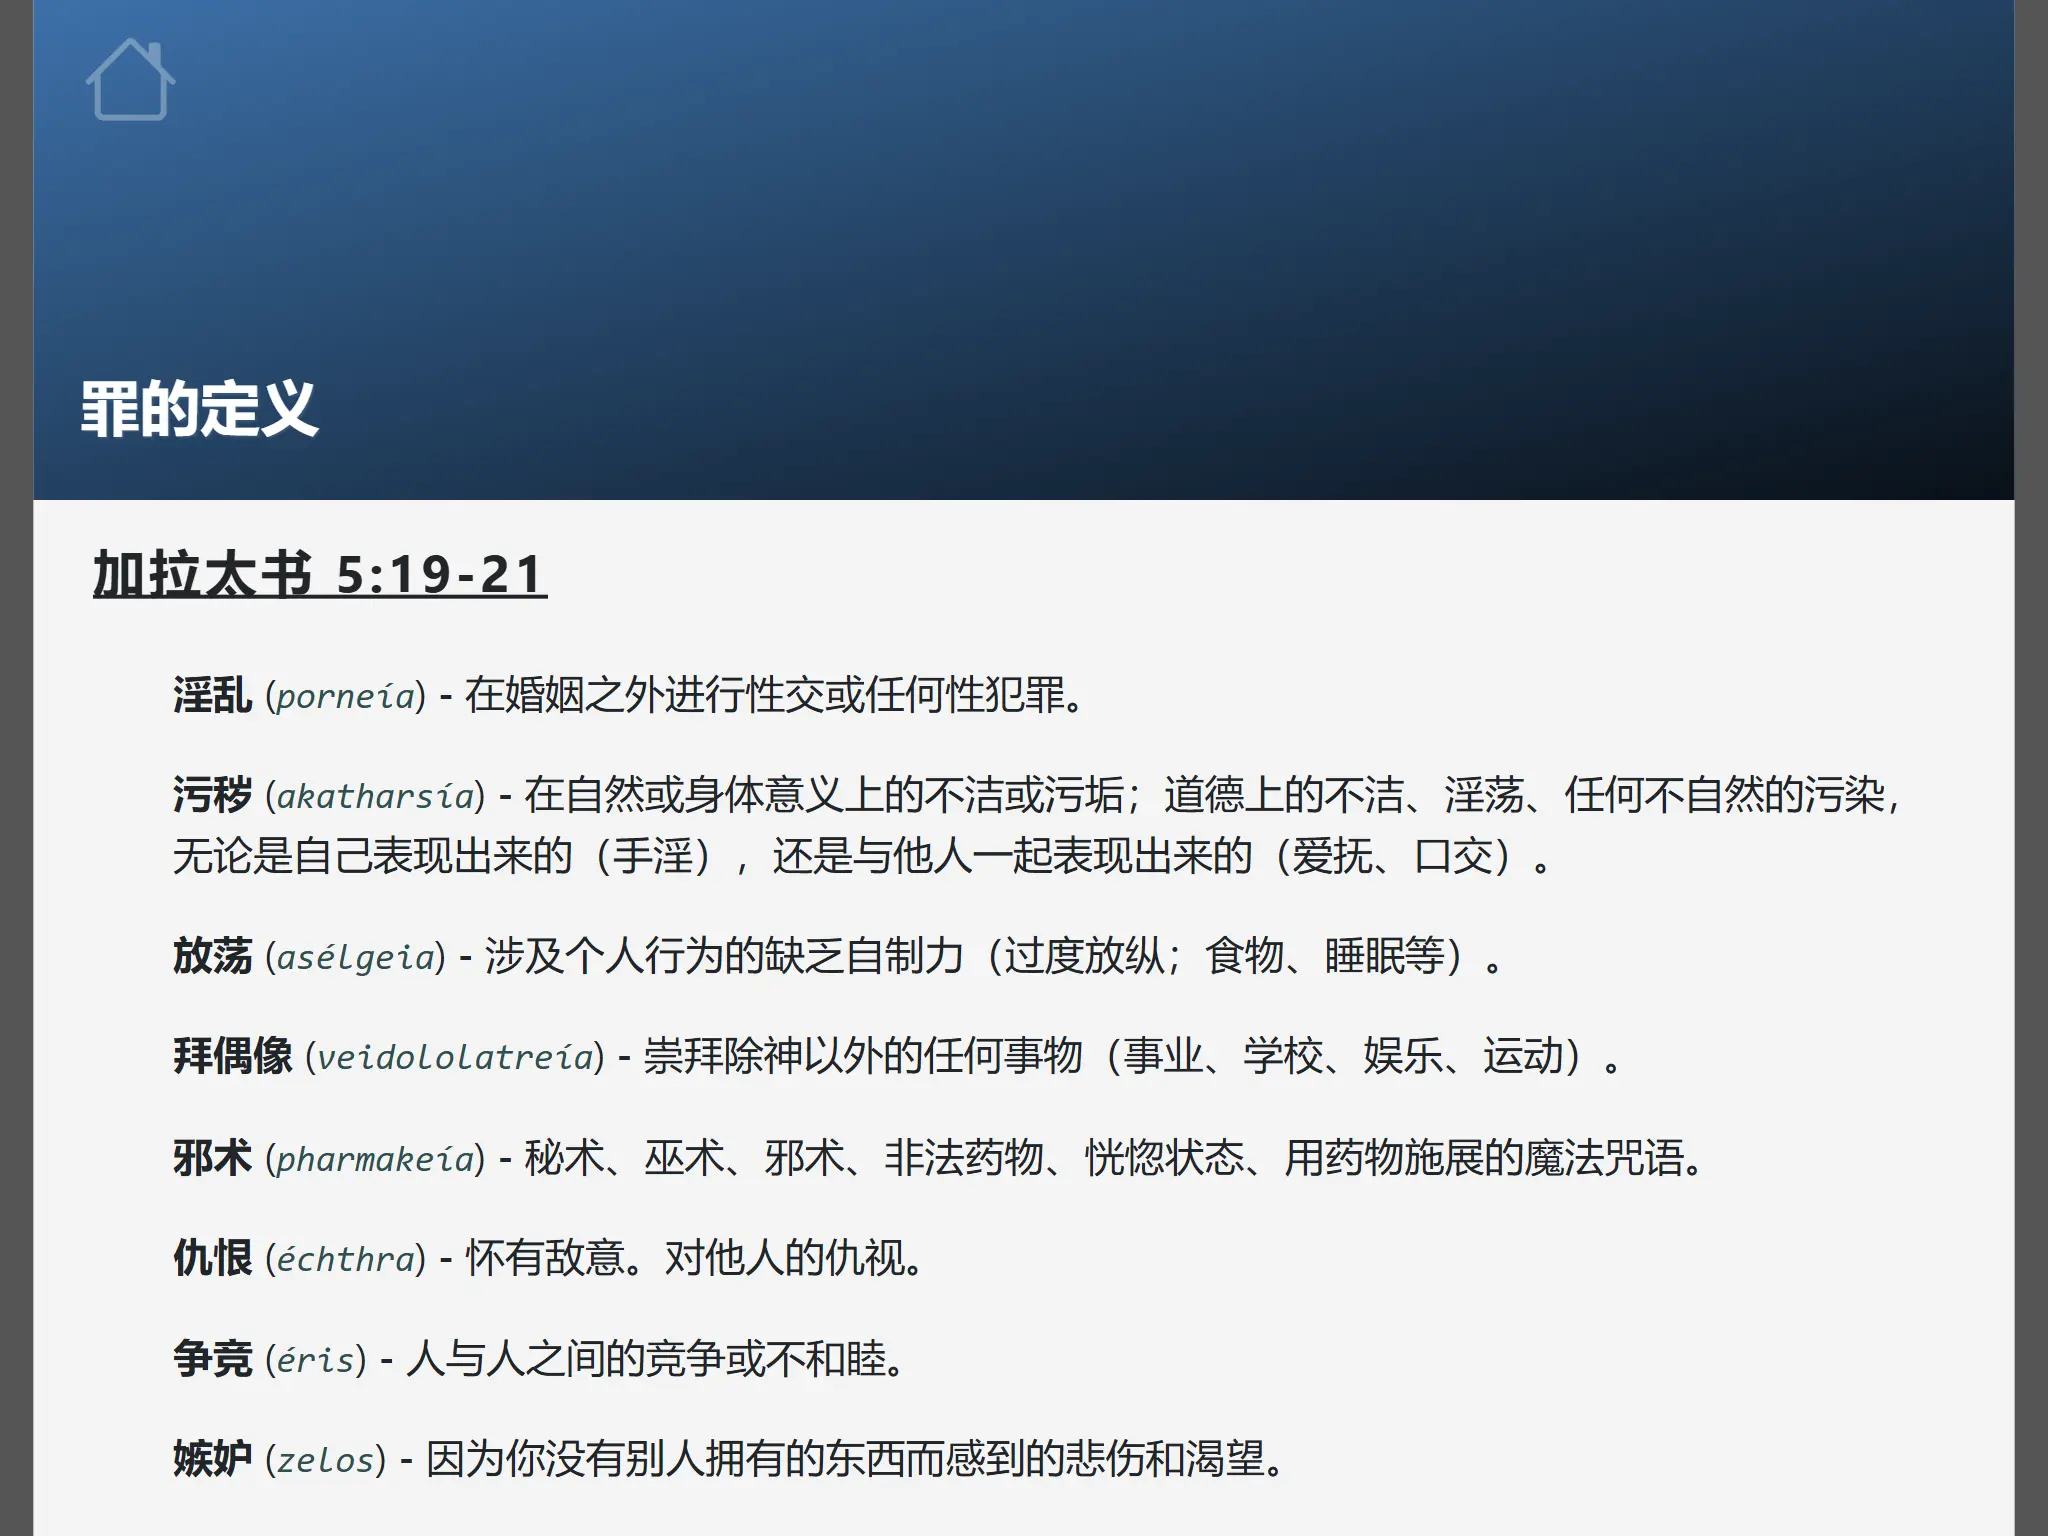 罪的定义
加拉太书 5:19-21
淫乱 (porneía) - 在婚姻之外进行性交或任何性犯罪。
污秽 (akatharsía) - 在自然或身体意义上的不洁或污垢；道德上的不洁、淫荡、任何不自然的污染，
无论是自己表现出来的（手淫），还是与他人一起表现出来的（爱抚、口交）。
放荡 (asélgeia) - 涉及个人行为的缺乏自制力（过度放纵；食物、睡眠等）。
拜偶像 (veidololatreía) - 崇拜除神以外的任何事物（事业、学校、娱乐、运动）。
邪术 (pharmakeía) - 秘术、巫术、邪术、非法药物、恍惚状态、用药物施展的魔法咒语。
仇恨 (échthra) - 怀有敌意。对他人的仇视。
争竞 (éris) - 人与人之间的竞争或不和睦。
嫉妒 (zelos) - 因为你没有别人拥有的东西而感到的悲伤和渴望。